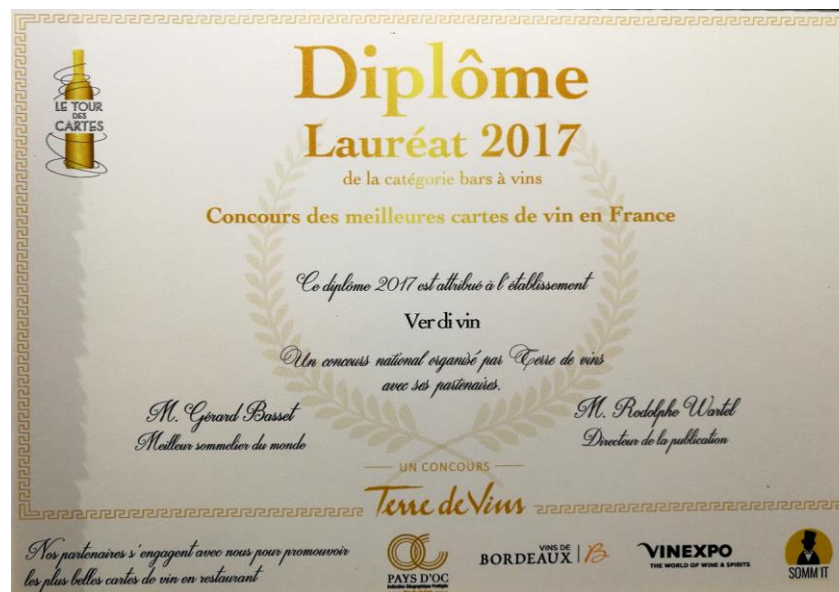 LE TOUR
DES
CARTES
Diplôme
Lauréat 2017
de la catégorie bars à vins
Concours des meilleures cartes de vin en France
Ce diplôme 2017 est attribué à l'établissement
Ver di vin
Un concours national organisé par Terre de vins
avec ses partenaires.
M. Gérard Basset
Meilleur sommelier du monde
M. Rodolphe Wartel
Directeur de la publication
UN CONCOURS
Terre de Vins
Nos partenaires s'engagent avec nous pour promouvoir
les plus belles cartes de vin en restaurant
PAYS D'OC
Indication Géographique Protégée
VINS DE
BORDEAUX | B
VINEXPO
THE WORLD OF WINE & SPIRITS
SOMM IT